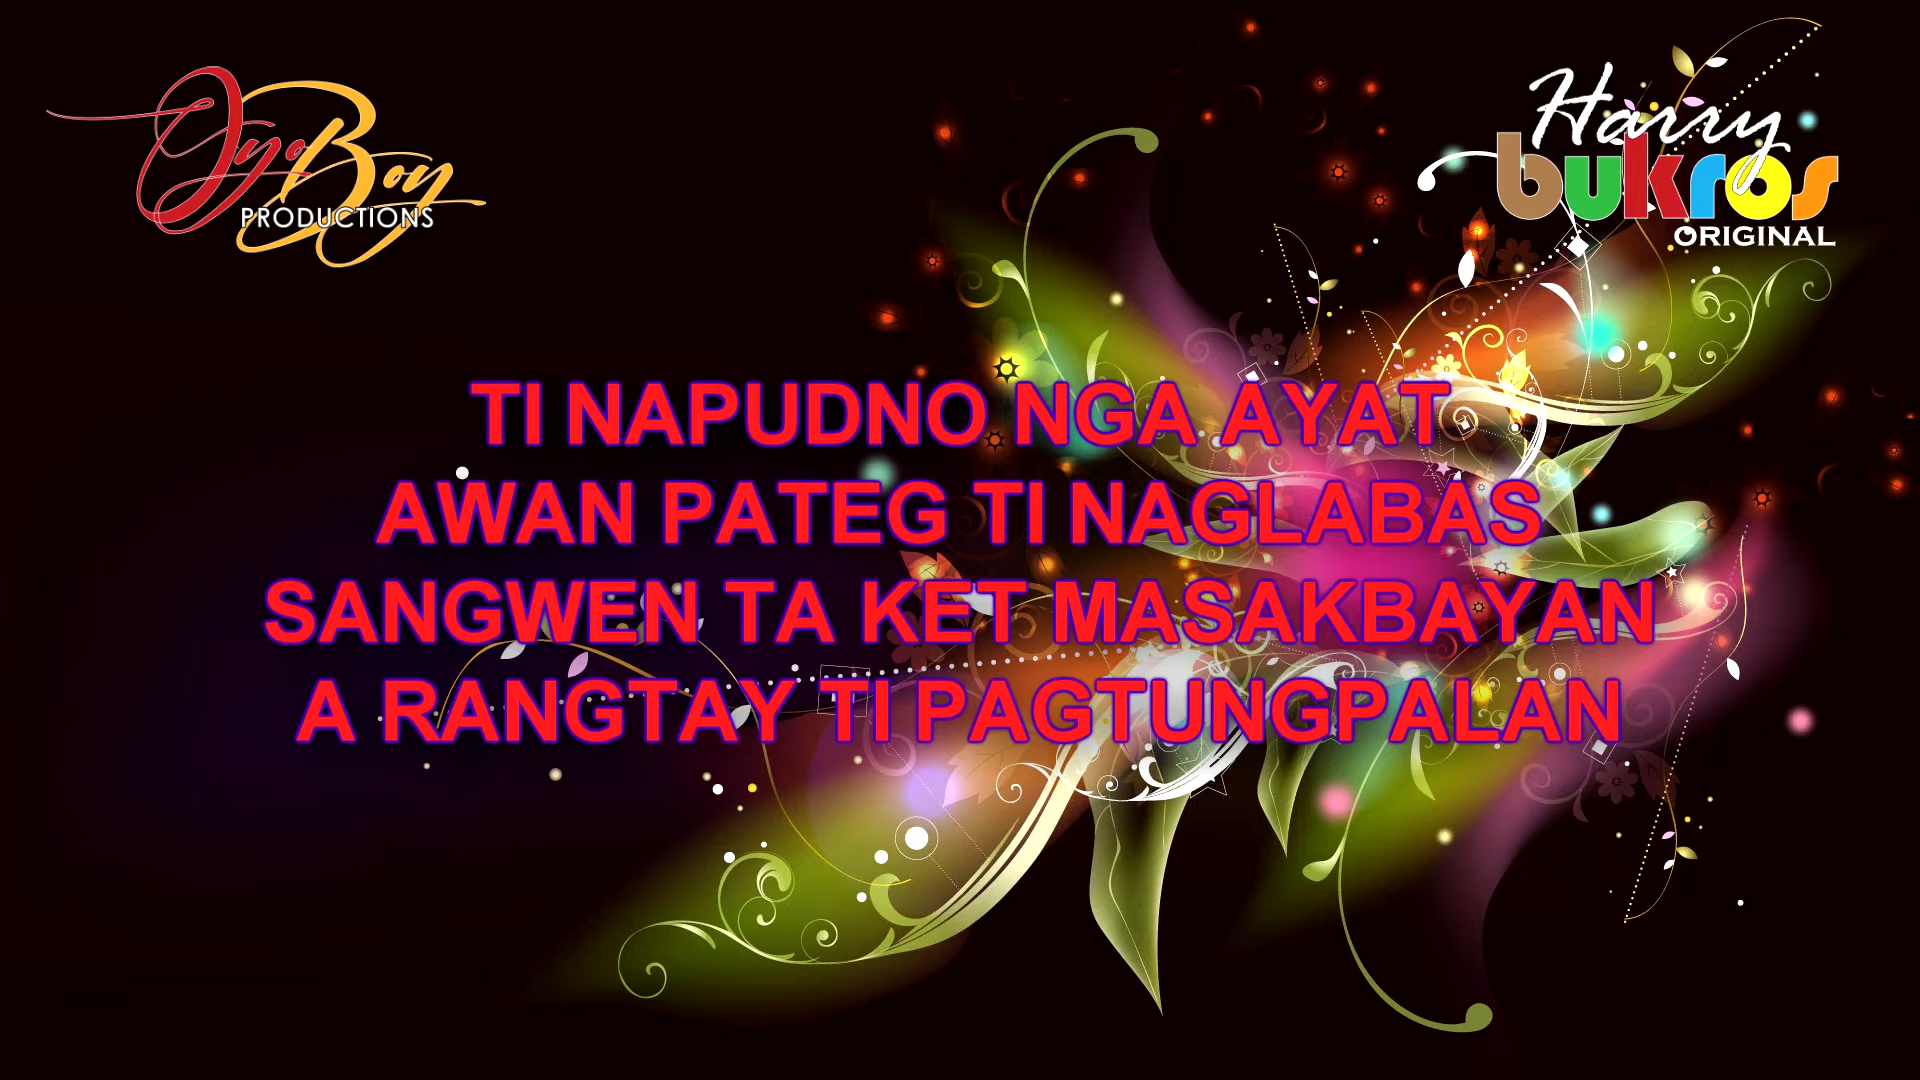 OyoBoy
PRODUCTIONS
Harry
bukros
ORIGINAL
TI NAPUDNO NGA AYAT
AWAN PATEG TI NAGLABAS
SANGWEN TA KET MASAKBAYAN
A RANGTAY TI PAGTUNGPALAN